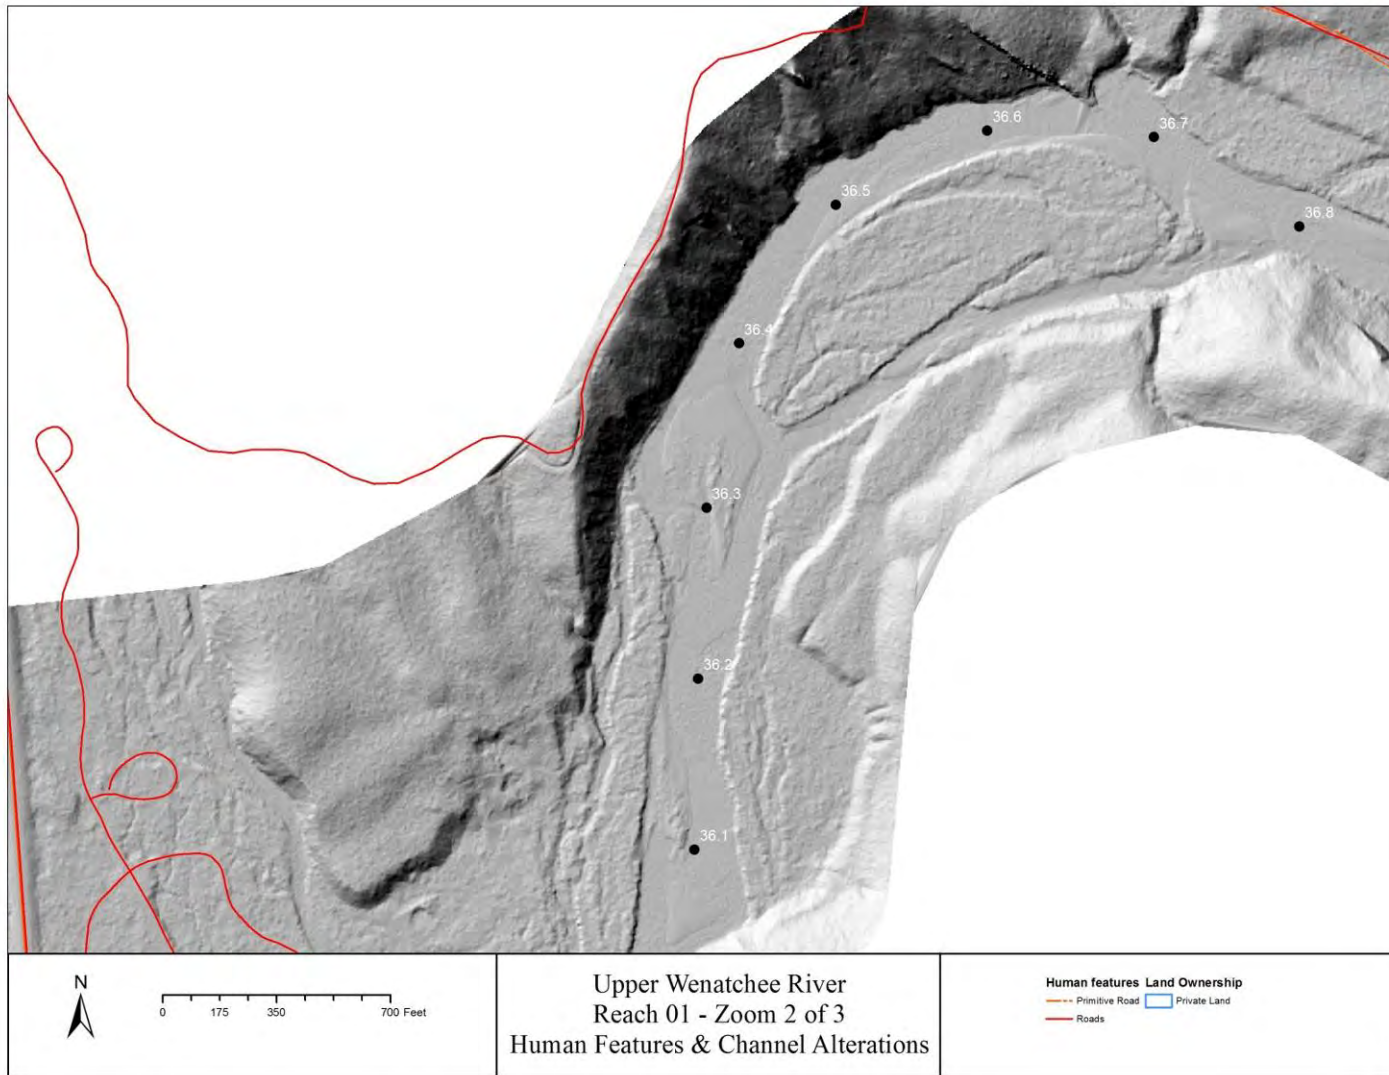 36.6
36.7
36.5
36.8
36.4
36.3
36.2
36.1
N
0 175 350 700 Feet
Upper Wenatchee River
Reach 01 - Zoom 2 of 3
Human Features & Channel Alterations
Human features Land Ownership
Primitive Road Private Land
Roads